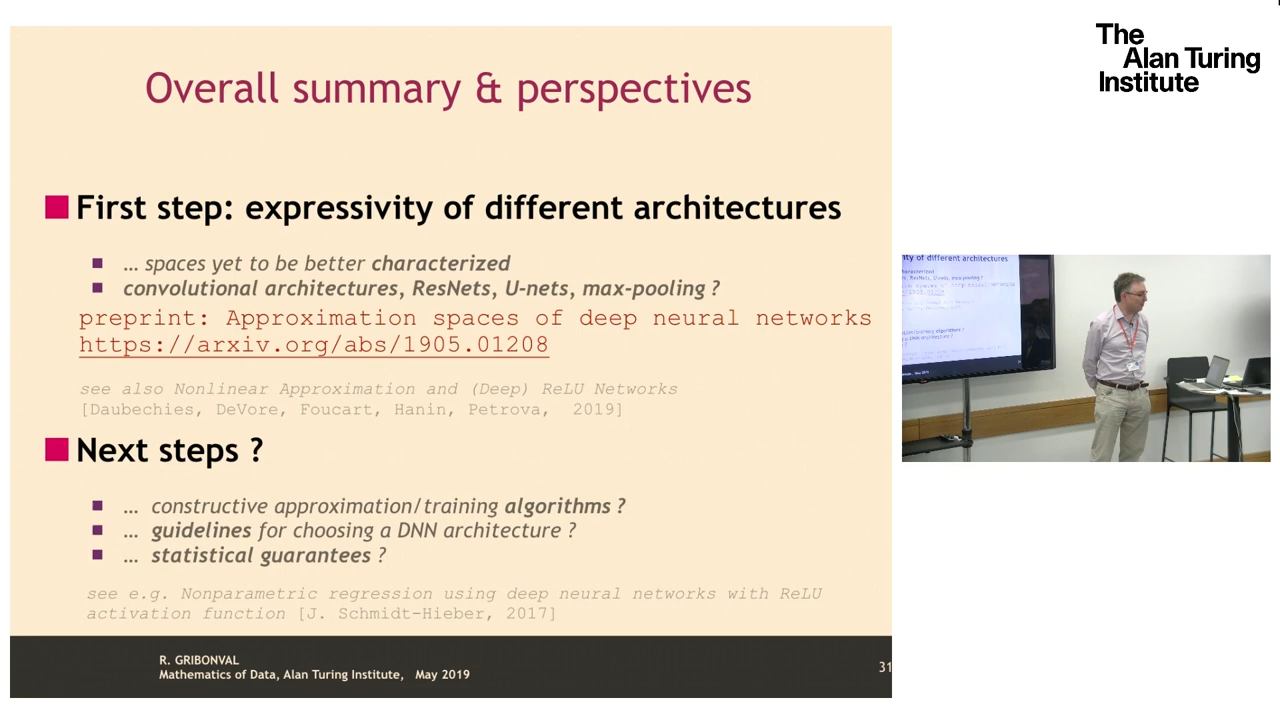 The
Alan Turing
Institute
Overall summary & perspectives
First step: expressivity of different architectures
… spaces yet to be better characterized
convolutional architectures, ResNets, U-nets, max-pooling ?
preprint: Approximation spaces of deep neural networks
https://arxiv.org/abs/1905.01208
see also Nonlinear Approximation and (Deep) ReLU Networks
[Daubechies, DeVore, Foucart, Hanin, Petrova, 2019]
Next steps ?
… constructive approximation/training algorithms ?
… guidelines for choosing a DNN architecture ?
… statistical guarantees ?
see e.g. Nonparametric regression using deep neural networks with ReLU
activation function [J. Schmidt-Hieber, 2017]
R. GRIBONVAL
Mathematics of Data, Alan Turing Institute, May 2019
31
ity of different architectures